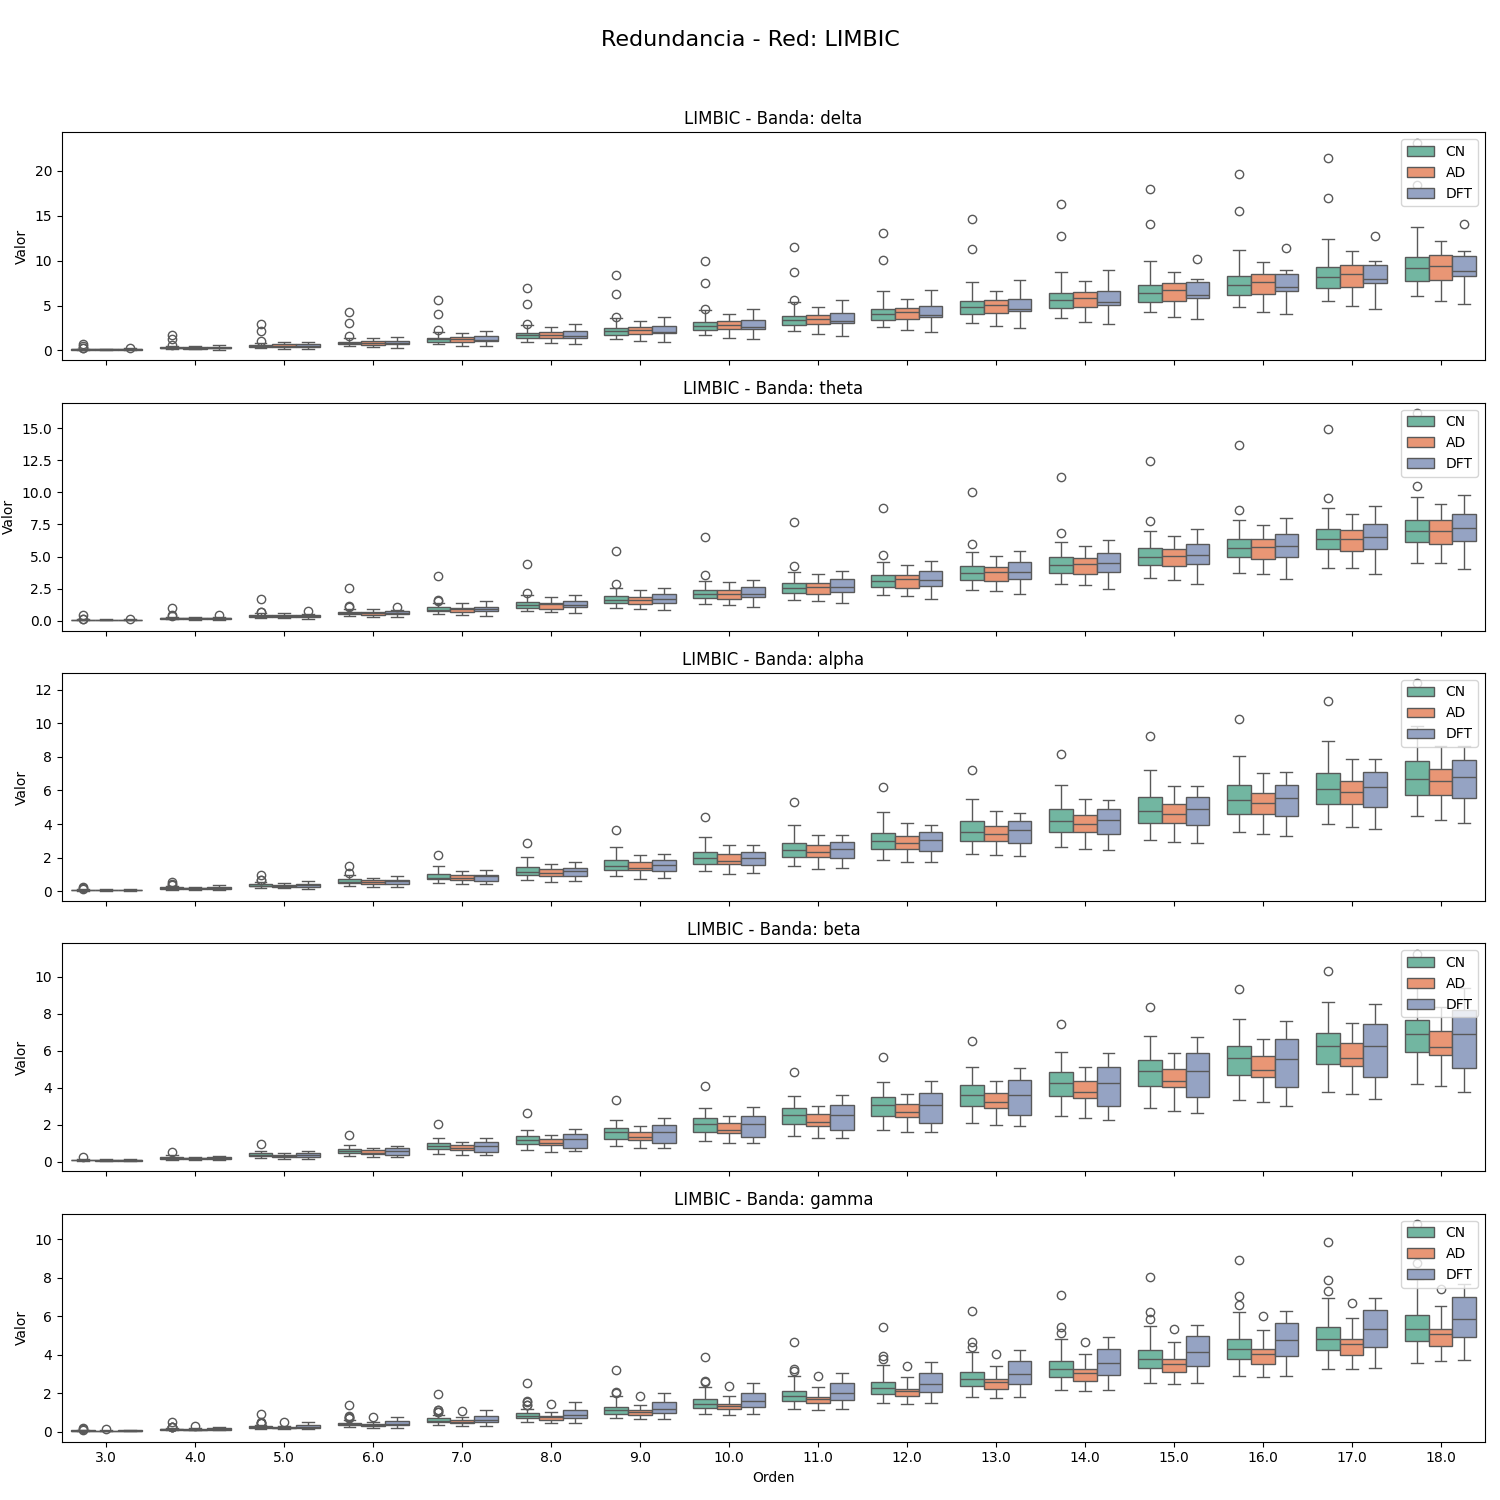 Redundancia - Red: LIMBIC
LIMBIC - Banda: delta
Valor
20
15
10
5
0
CN
AD
DFT
LIMBIC - Banda: theta
Valor
15.0
12.5
10.0
7.5
5.0
2.5
0.0
CN
AD
DFT
LIMBIC - Banda: alpha
Valor
12
10
8
6
4
2
0
CN
AD
DFT
LIMBIC - Banda: beta
Valor
10
8
6
4
2
0
CN
AD
DFT
LIMBIC - Banda: gamma
Valor
10
8
6
4
2
0
CN
AD
DFT
3.0 4.0 5.0 6.0 7.0 8.0 9.0 10.0 11.0 12.0 13.0 14.0 15.0 16.0 17.0 18.0
Orden